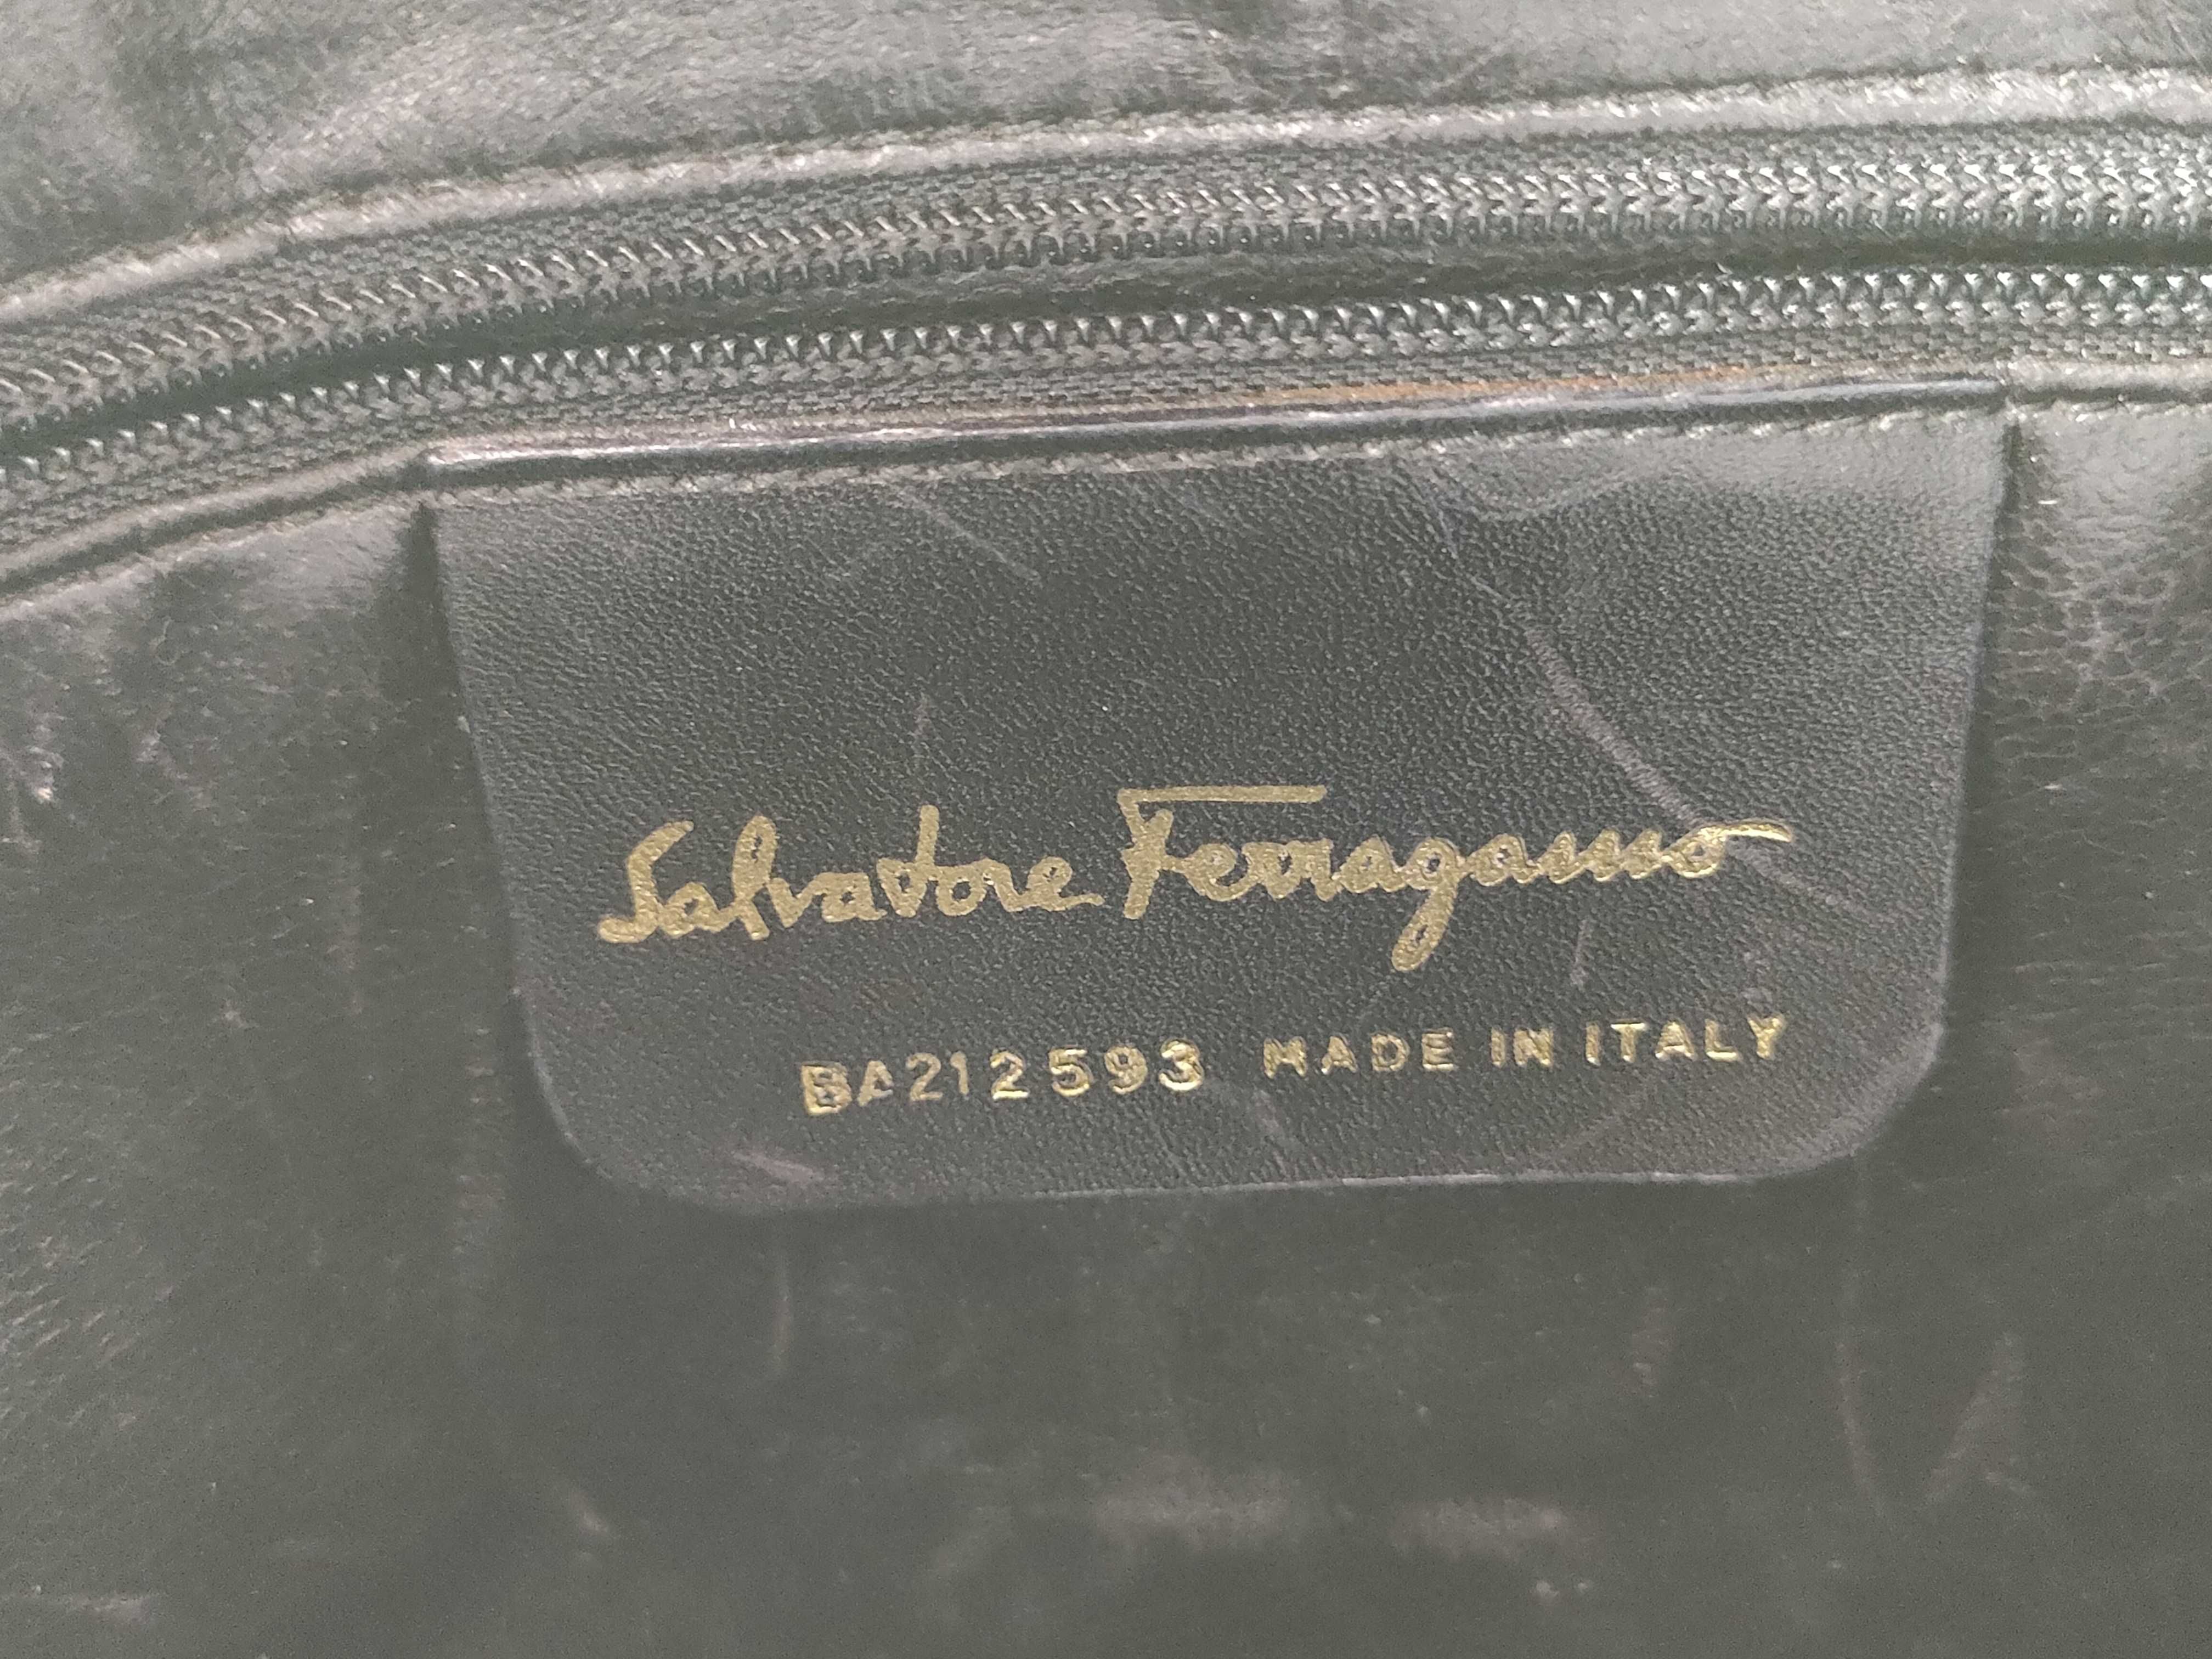 Salvatore Ferragamo
BA212593 MADE IN ITALY